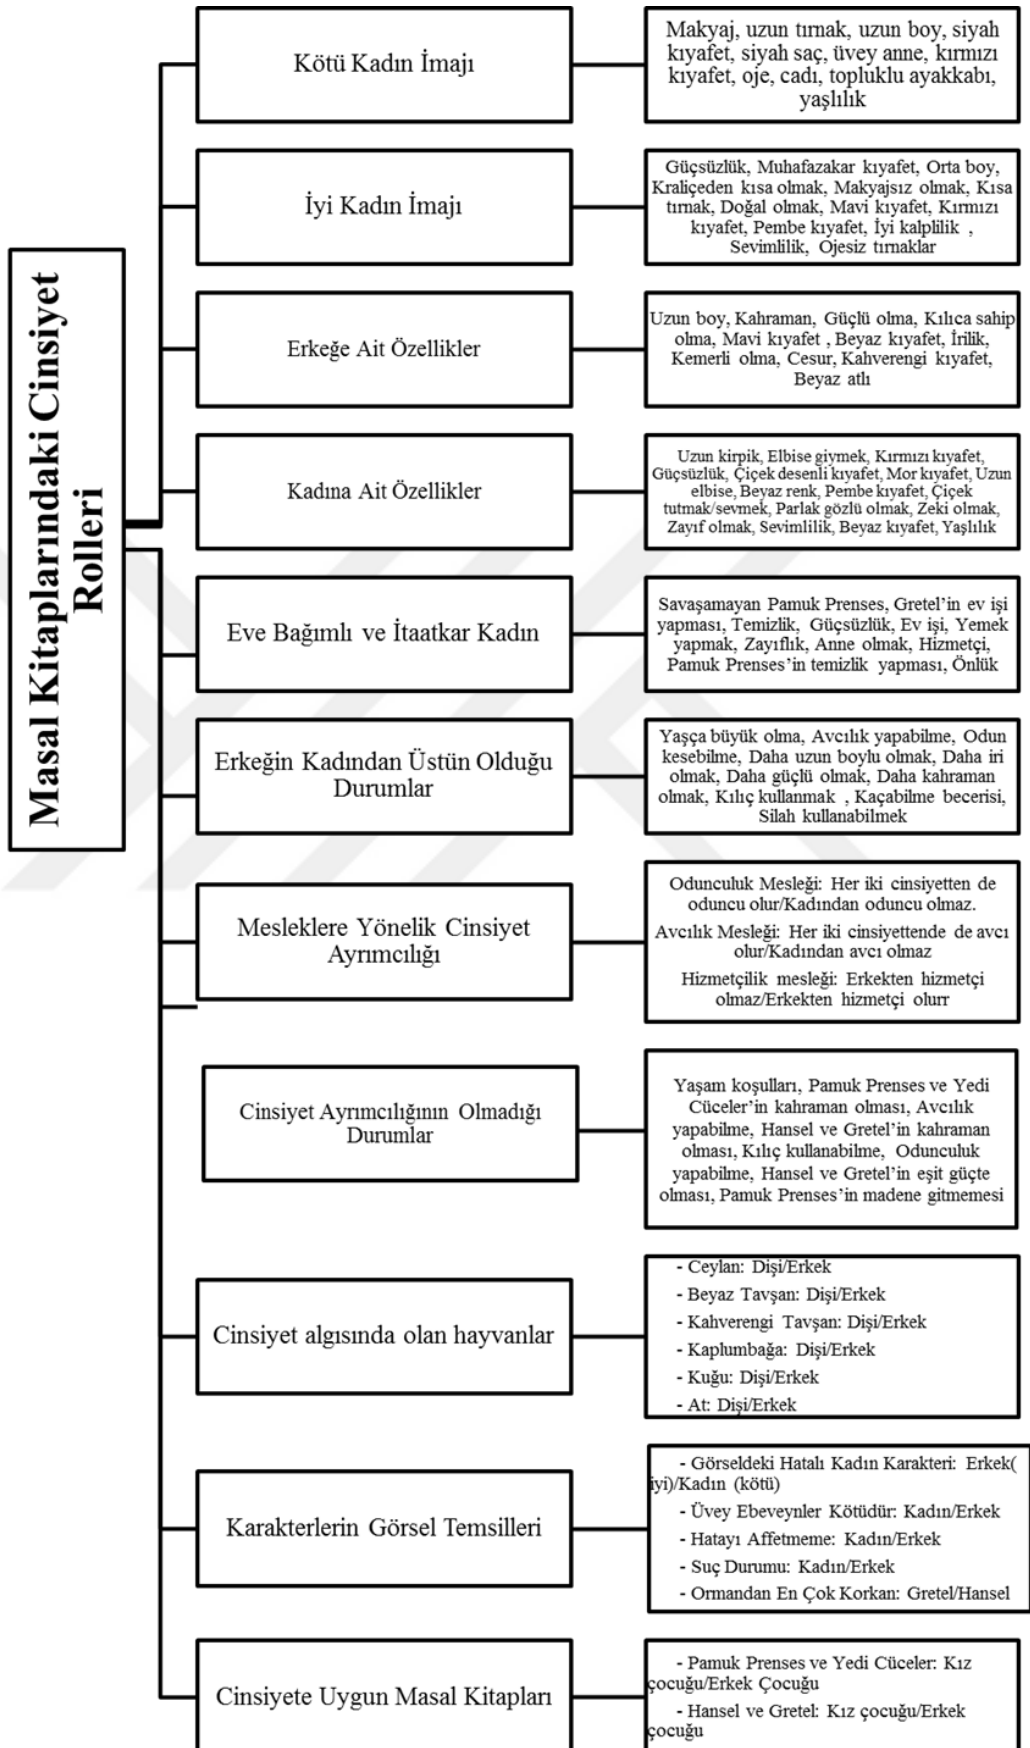 Masal Kitaplarındaki Cinsiyet
Rolleri
Kötü Kadın İmajı
Makyaj, uzun tırnak, uzun boy, siyah
kıyafet, siyah saç, üvey anne, kırmızı
kıyafet, oje, cadı, topluklu ayakkabı,
yaşlılık
İyi Kadın İmajı
Güçsüzlük, Muhafazakar kıyafet, Orta boy,
Kraliçeden kısa olmak, Makyajsız olmak, Kısa
tırnak, Doğal olmak, Mavi kıyafet, Kırmızı
kıyafet, Pembe kıyafet, İyi kalplilik ,
Sevimlilik, Ojesiz tırnaklar
Erkeğe Ait Özellikler
Uzun boy, Kahraman, Güçlü olma, Kılıca sahip
olma, Mavi kıyafet , Beyaz kıyafet, İrilik,
Kemerli olma, Cesur, Kahverengi kıyafet,
Beyaz atlı
Kadına Ait Özellikler
Uzun kirpik, Elbise giymek, Kırmızı kıyafet,
Güçsüzlük, Çiçek desenli kıyafet, Mor kıyafet, Uzun
elbise, Beyaz renk, Pembe kıyafet, Çiçek
tutmak/sevmek, Parlak gözlü olmak, Zeki olmak,
Zayıf olmak, Sevimlilik, Beyaz kıyafet, Yaşlılık
Eve Bağımlı ve İtaatkar Kadın
Savaşamayan Pamuk Prenses, Gretel’in ev işi
yapması, Temizlik, Güçsüzlük, Ev işi, Yemek
yapmak, Zayıflık, Anne olmak, Hizmetçi,
Pamuk Prenses’in temizlik yapması, Önlük
Erkeğin Kadından Üstün Olduğu
Durumlar
Yaşça büyük olma, Avcılık yapabilme, Odun
kesebilme, Daha uzun boylu olmak, Daha iri
olmak, Daha güçlü olmak, Daha kahraman
olmak, Kılıç kullanmak , Kaçabilme becerisi,
Silah kullanabilmek
Mesleklere Yönelik Cinsiyet
Ayrımcılığı
Odunculuk Mesleği: Her iki cinsiyetten de
oduncu olur/Kadından oduncu olmaz.
Avcılık Mesleği: Her iki cinsiyettende de avcı
olur/Kadından avcı olmaz
Hizmetçilik mesleği: Erkekten hizmetçi
olmaz/Erkekten hizmetçi olurr
Cinsiyet Ayrımcılığının Olmadığı
Durumlar
Yaşam koşulları, Pamuk Prenses ve Yedi
Cüceler’in kahraman olması, Avcılık
yapabilme, Hansel ve Gretel’in kahraman
olması, Kılıç kullanabilme, Odunculuk
yapabilme, Hansel ve Gretel’in eşit güçte
olması, Pamuk Prenses’in madene gitmemesi
Cinsiyet algısında olan hayvanlar
- Ceylan: Dişi/Erkek
- Beyaz Tavşan: Dişi/Erkek
- Kahverengi Tavşan: Dişi/Erkek
- Kaplumbağa: Dişi/Erkek
- Kuğu: Dişi/Erkek
- At: Dişi/Erkek
Karakterlerin Görsel Temsilleri
- Görseldeki Hatalı Kadın Karakteri: Erkek(
iyi)/Kadın (kötü)
- Üvey Ebeveynler Kötüdür: Kadın/Erkek
- Hatayı Affetmeme: Kadın/Erkek
- Suç Durumu: Kadın/Erkek
- Ormandan En Çok Korkan: Gretel/Hansel
Cinsiyete Uygun Masal Kitapları
- Pamuk Prenses ve Yedi Cüceler: Kız
çocuğu/Erkek Çocuğu
- Hansel ve Gretel: Kız çocuğu/Erkek
çocuğu